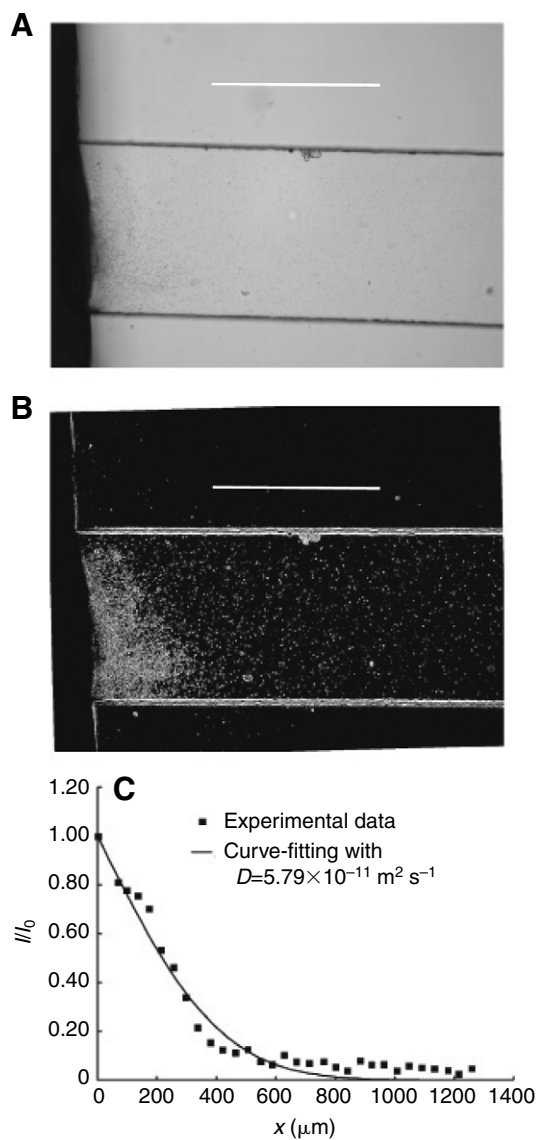 A
B
C
1.20
1.00
0.80
0.60
0.40
0.20
0
I/I0
Experimental data
Curve-fitting with
D=5.79×10–11 m2 s–1
0 200 400 600 800 1000 1200 1400
x (μm)